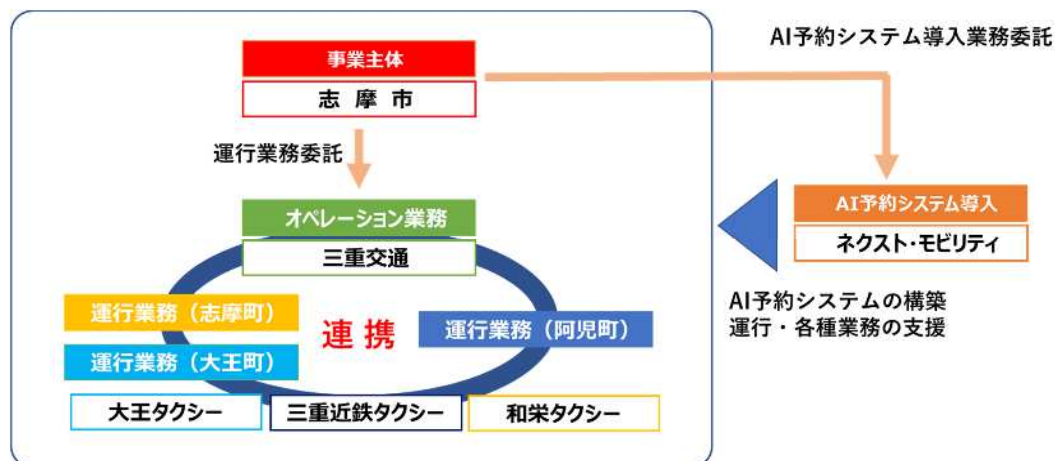 AI予約システム導入業務委託
事業主体
志 摩 市
運行業務委託
オペレーション業務
三重交通
AI予約システム導入
ネクスト・モビリティ
AI予約システムの構築
運行・各種業務の支援
運行業務（志摩町）
連 携
運行業務（阿児町）
運行業務（大王町）
大王タクシー
三重近鉄タクシー
和栄タクシー